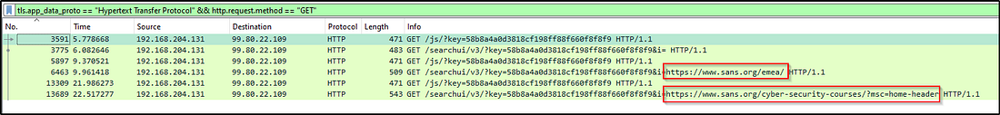 tls.app_data_proto == "Hypertext Transfer Protocol" && http.request.method == "GET"
No. Time Source Destination Protocol Length Info
3591 5.778668 192.168.204.131 99.80.22.109 HTTP 471 GET /js/?key=58b8a4a0d3818cf198ff88f660f8f8f9 HTTP/1.1
3775 6.082646 192.168.204.131 99.80.22.109 HTTP 483 GET /searchui/v3/?key=58b8a4a0d3818cf198ff88f660f8f8f9&i= HTTP/1.1
5897 9.370521 192.168.204.131 99.80.22.109 HTTP 471 GET /js/?key=58b8a4a0d3818cf198ff88f660f8f8f9 HTTP/1.1
6463 9.961418 192.168.204.131 99.80.22.109 HTTP 509 GET /searchui/v3/?key=58b8a4a0d3818cf198ff88f660f8f8f9&i=https://www.sans.org/emea/ HTTP/1.1
13309 21.986273 192.168.204.131 99.80.22.109 HTTP 471 GET /js/?key=58b8a4a0d3818cf198ff88f660f8f8f9 HTTP/1.1
13689 22.517277 192.168.204.131 99.80.22.109 HTTP 543 GET /searchui/v3/?key=58b8a4a0d3818cf198ff88f660f8f8f9&i=https://www.sans.org/cyber-security-courses/?msc=home-header HTTP/1.1